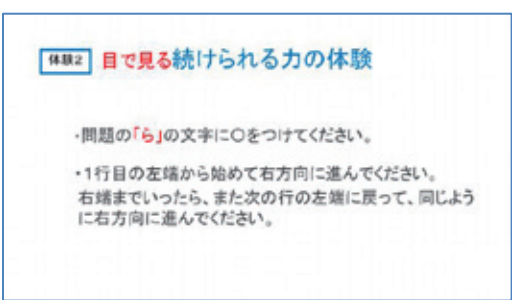 体験2 目で見る続けられる力の体験
・問題の「ら」の文字に○をつけてください。
・1行目の左端から始めて右方向に進んでください。
右端までいったら、また次の行の左端に戻って、同じよう
に右方向に進んでください。